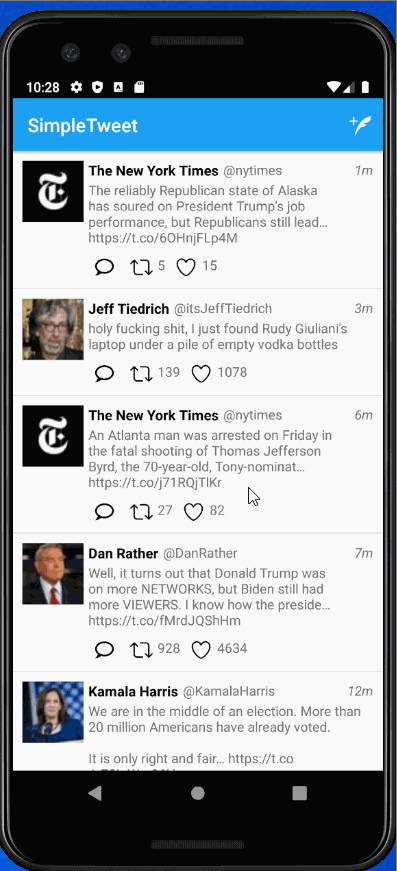 10:28
SimpleTweet
The New York Times @nytimes 1m
The reliably Republican state of Alaska
has soured on President Trump's job
performance, but Republicans still lead…
https://t.co/6OHnjFLp4M
5 15
Jeff Tiedrich @itsJeffTiedrich 3m
holy fucking shit, I just found Rudy Giuliani's
laptop under a pile of empty vodka bottles
139 1078
The New York Times @nytimes 6m
An Atlanta man was arrested on Friday in
the fatal shooting of Thomas Jefferson
Byrd, the 70-year-old, Tony-nominat…
https://t.co/j71RQjTlKr
27 82
Dan Rather @DanRather 7m
Well, it turns out that Donald Trump was
on more NETWORKS, but Biden still had
more VIEWERS. I know how the preside…
https://t.co/fMrdJQShHm
928 4634
Kamala Harris @KamalaHarris 12m
We are in the middle of an election. More than
20 million Americans have already voted.
It is only right and fair… https://t.co